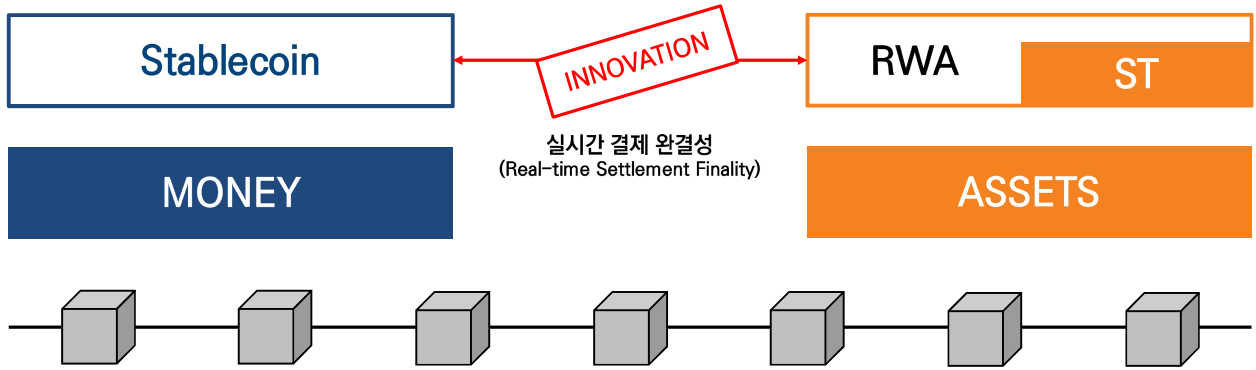 Stablecoin
INNOVATION
RWA
ST
실시간 결제 완결성
(Real-time Settlement Finality)
MONEY
ASSETS